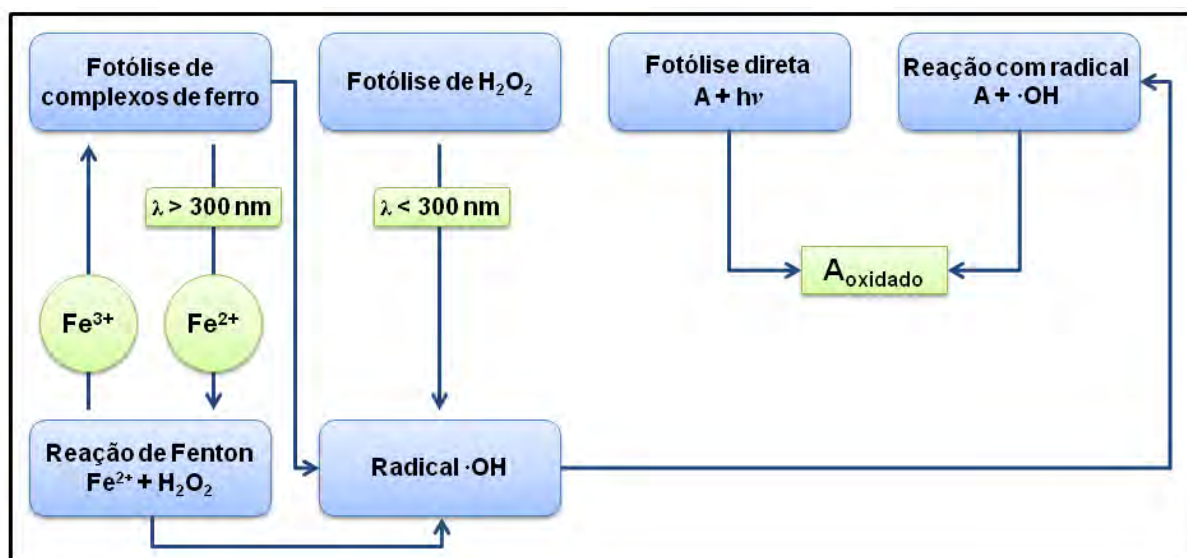 Fotólise de
complexos de ferro
Fotólise de H₂O₂
Fotólise direta
A + hν
Reação com radical
A + ·OH
λ > 300 nm
λ < 300 nm
Fe³⁺
Fe²⁺
A oxidado
Reação de Fenton
Fe²⁺ + H₂O₂
Radical ·OH